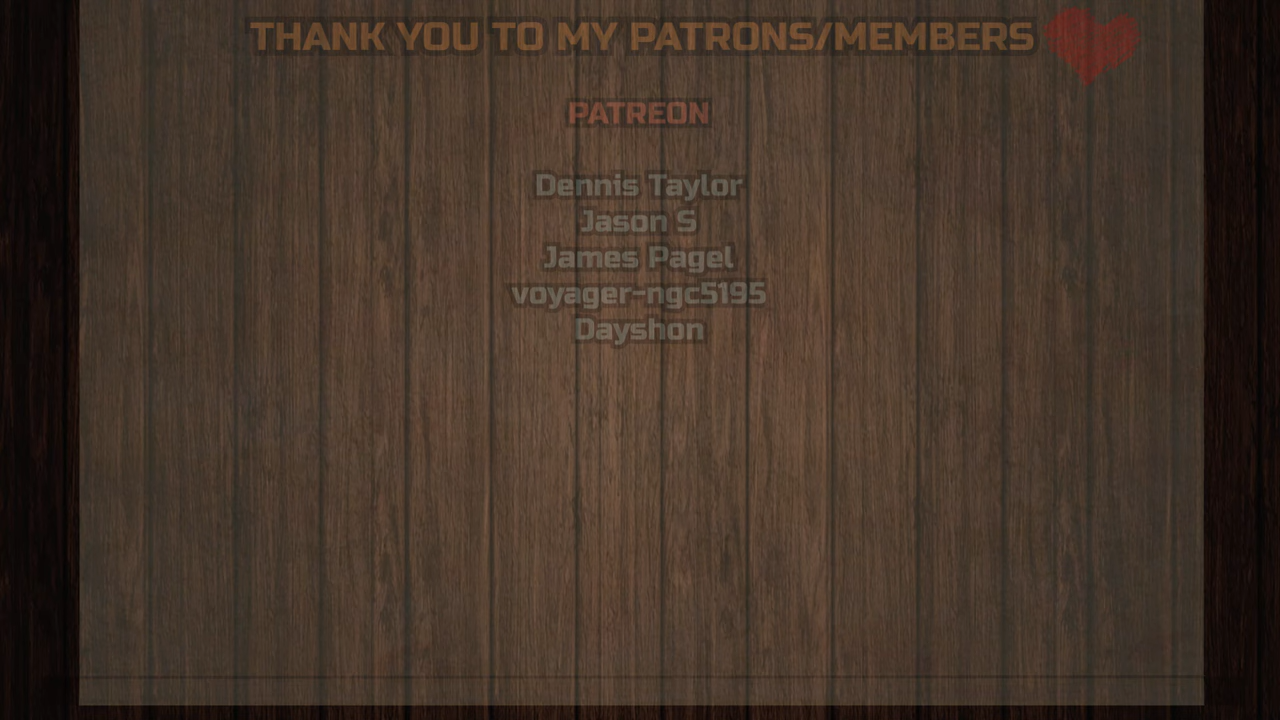 THANK YOU TO MY PATRONS/MEMBERS
PATREON
Dennis Taylor
Jason S
James Pagel
voyager-ngc5195
Dayshon